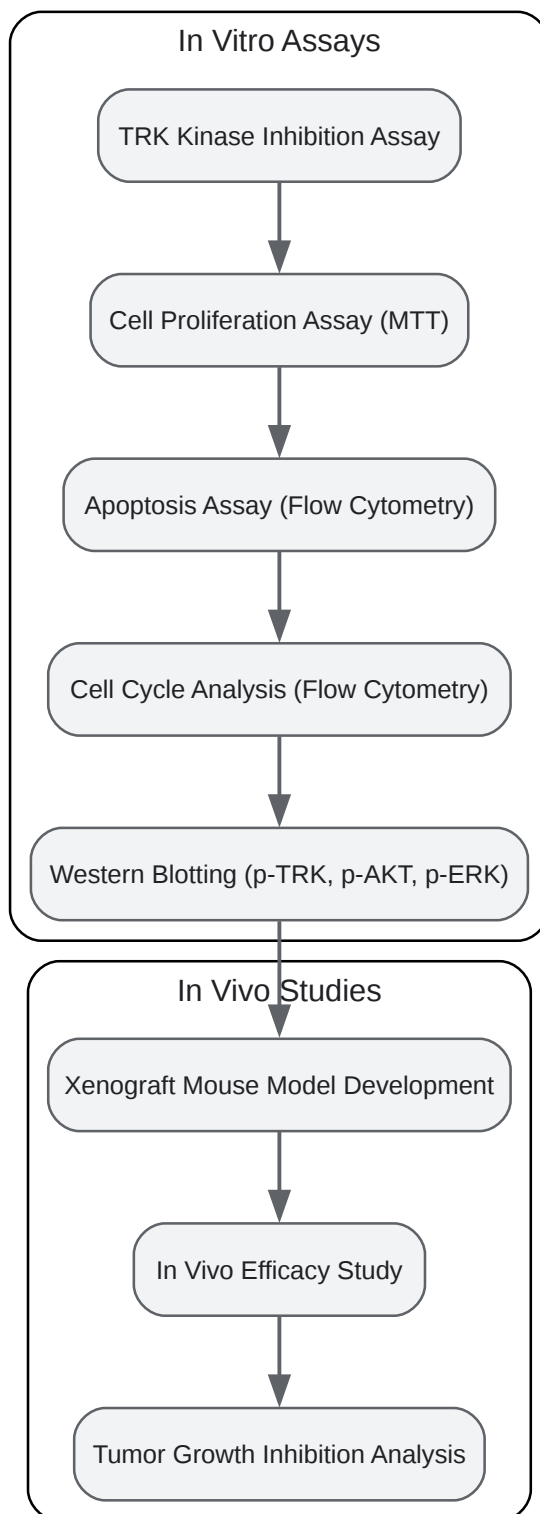 In Vitro Assays
TRK Kinase Inhibition Assay
Cell Proliferation Assay (MTT)
Apoptosis Assay (Flow Cytometry)
Cell Cycle Analysis (Flow Cytometry)
Western Blotting (p-TRK, p-AKT, p-ERK)
In Vivo Studies
Xenograft Mouse Model Development
In Vivo Efficacy Study
Tumor Growth Inhibition Analysis